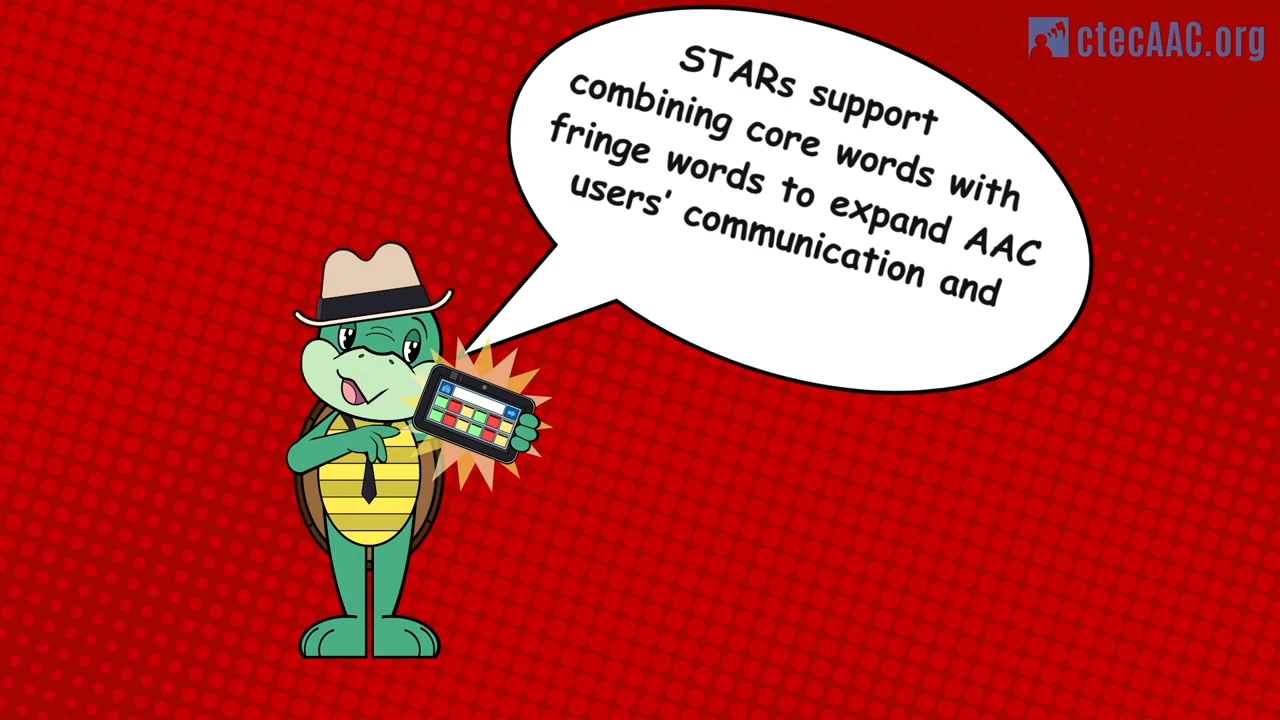 ctecAAC.org
STARs support
combining core words with
fringe words to expand AAC
users' communication and